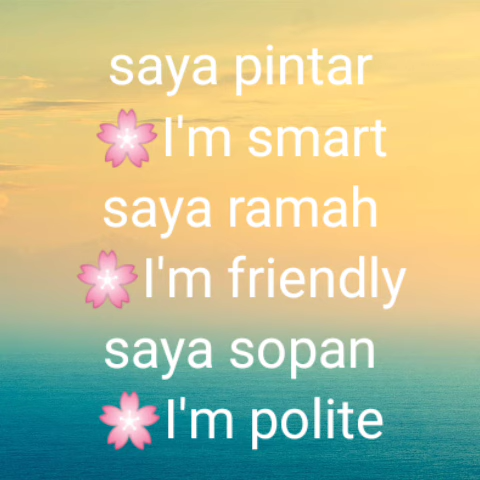 saya pintar
🌸I'm smart
saya ramah
🌸I'm friendly
saya sopan
🌸I'm polite